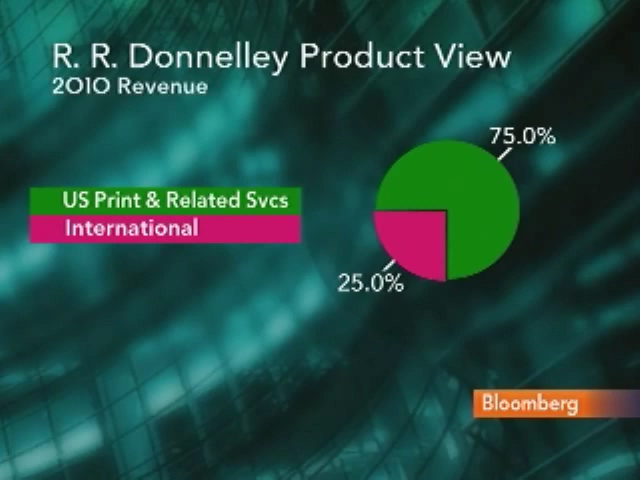 R. R. Donnelley Product View
2010 Revenue
75.0%
US Print & Related Svcs
International
25.0%
Bloomberg